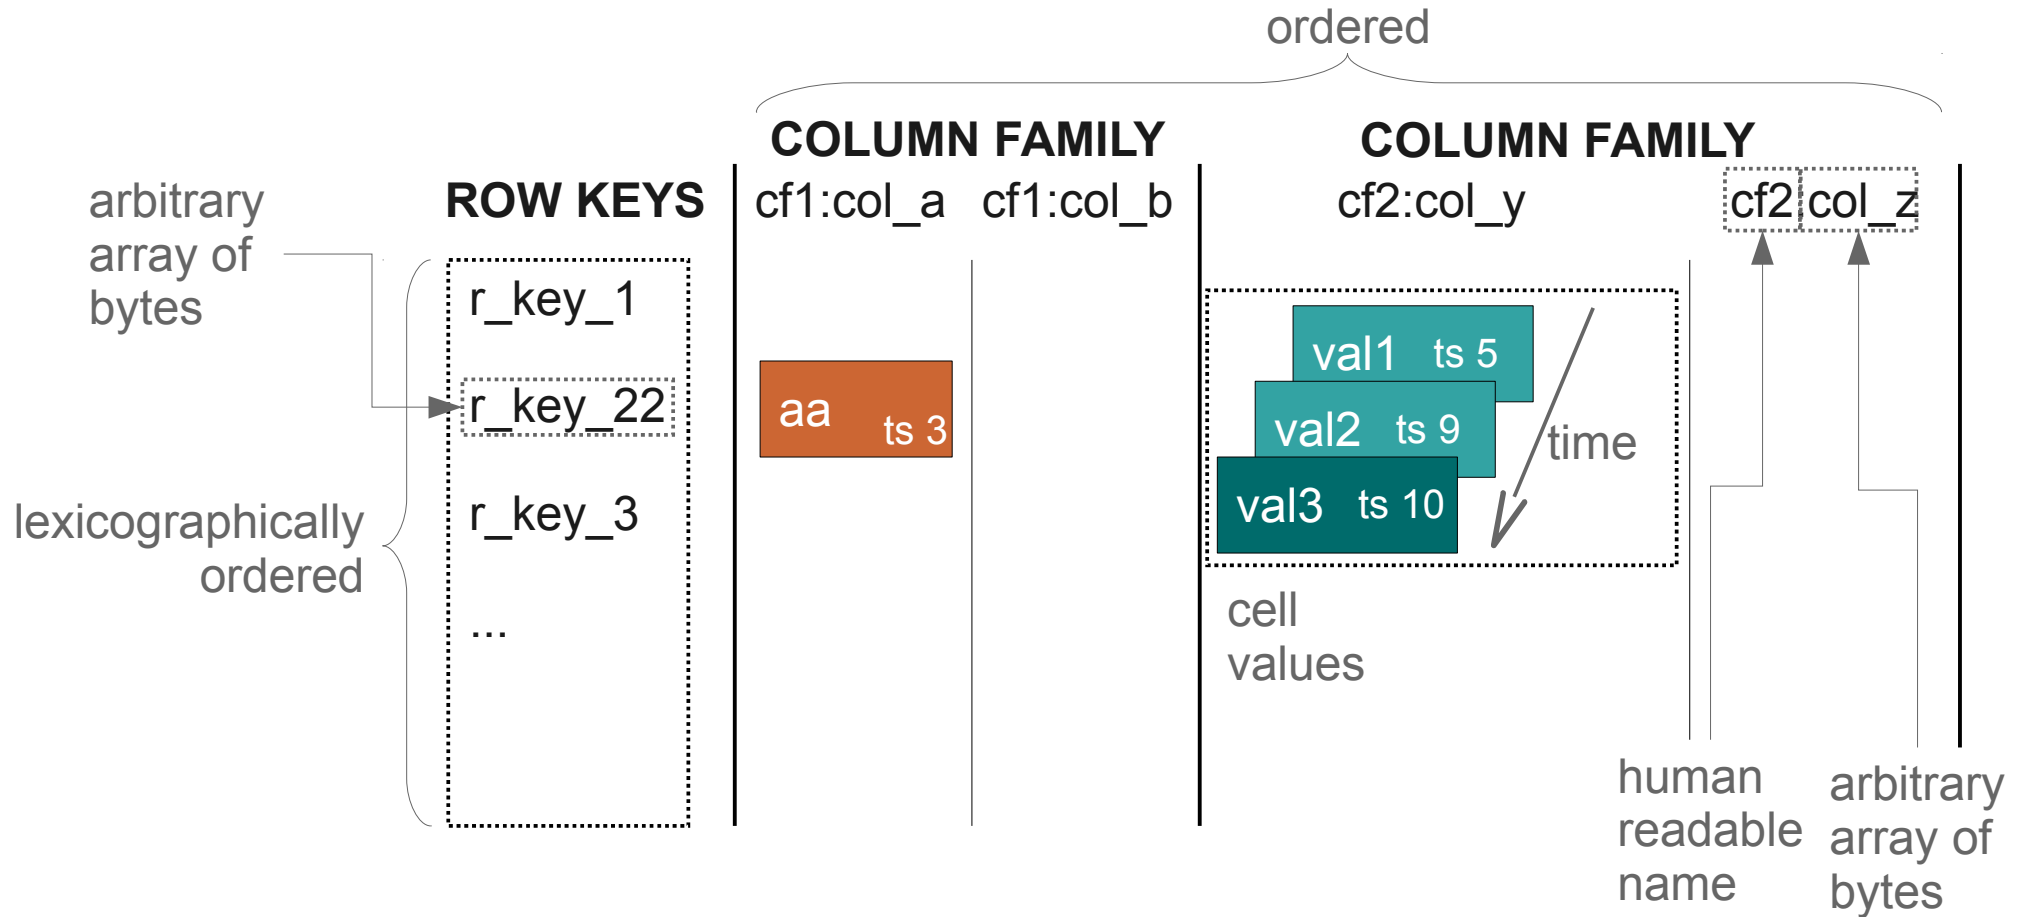 ordered
COLUMN FAMILY
COLUMN FAMILY
ROW KEYS
cf1:col_a
cf1:col_b
cf2:col_y
cf2:col_z
arbitrary
array of
bytes
r_key_1
r_key_22
r_key_3
...
lexicographically
ordered
aa
ts 3
val1 ts 5
val2 ts 9
val3 ts 10
time
cell
values
human
readable
name
arbitrary
array of
bytes